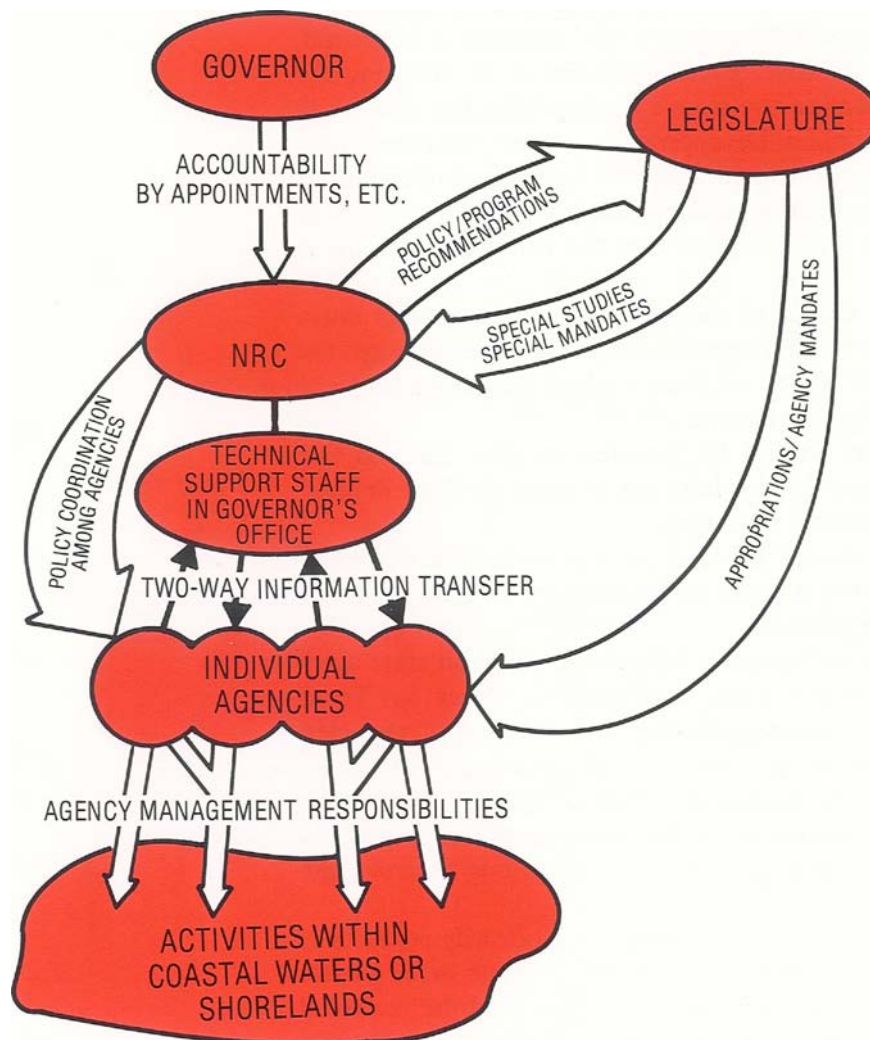 GOVERNOR
LEGISLATURE
ACCOUNTABILITY
BY APPOINTMENTS, ETC.
POLICY/PROGRAM
RECOMMENDATIONS
SPECIAL STUDIES
SPECIAL MANDATES
NRC
APPROPRIATIONS/AGENCY MANDATES
POLICY COORDINATION
AMONG AGENCIES
TECHNICAL
SUPPORT STAFF
IN GOVERNOR'S
OFFICE
TWO-WAY INFORMATION TRANSFER
INDIVIDUAL
AGENCIES
AGENCY MANAGEMENT RESPONSIBILITIES
ACTIVITIES WITHIN
COASTAL WATERS OR
SHORELANDS